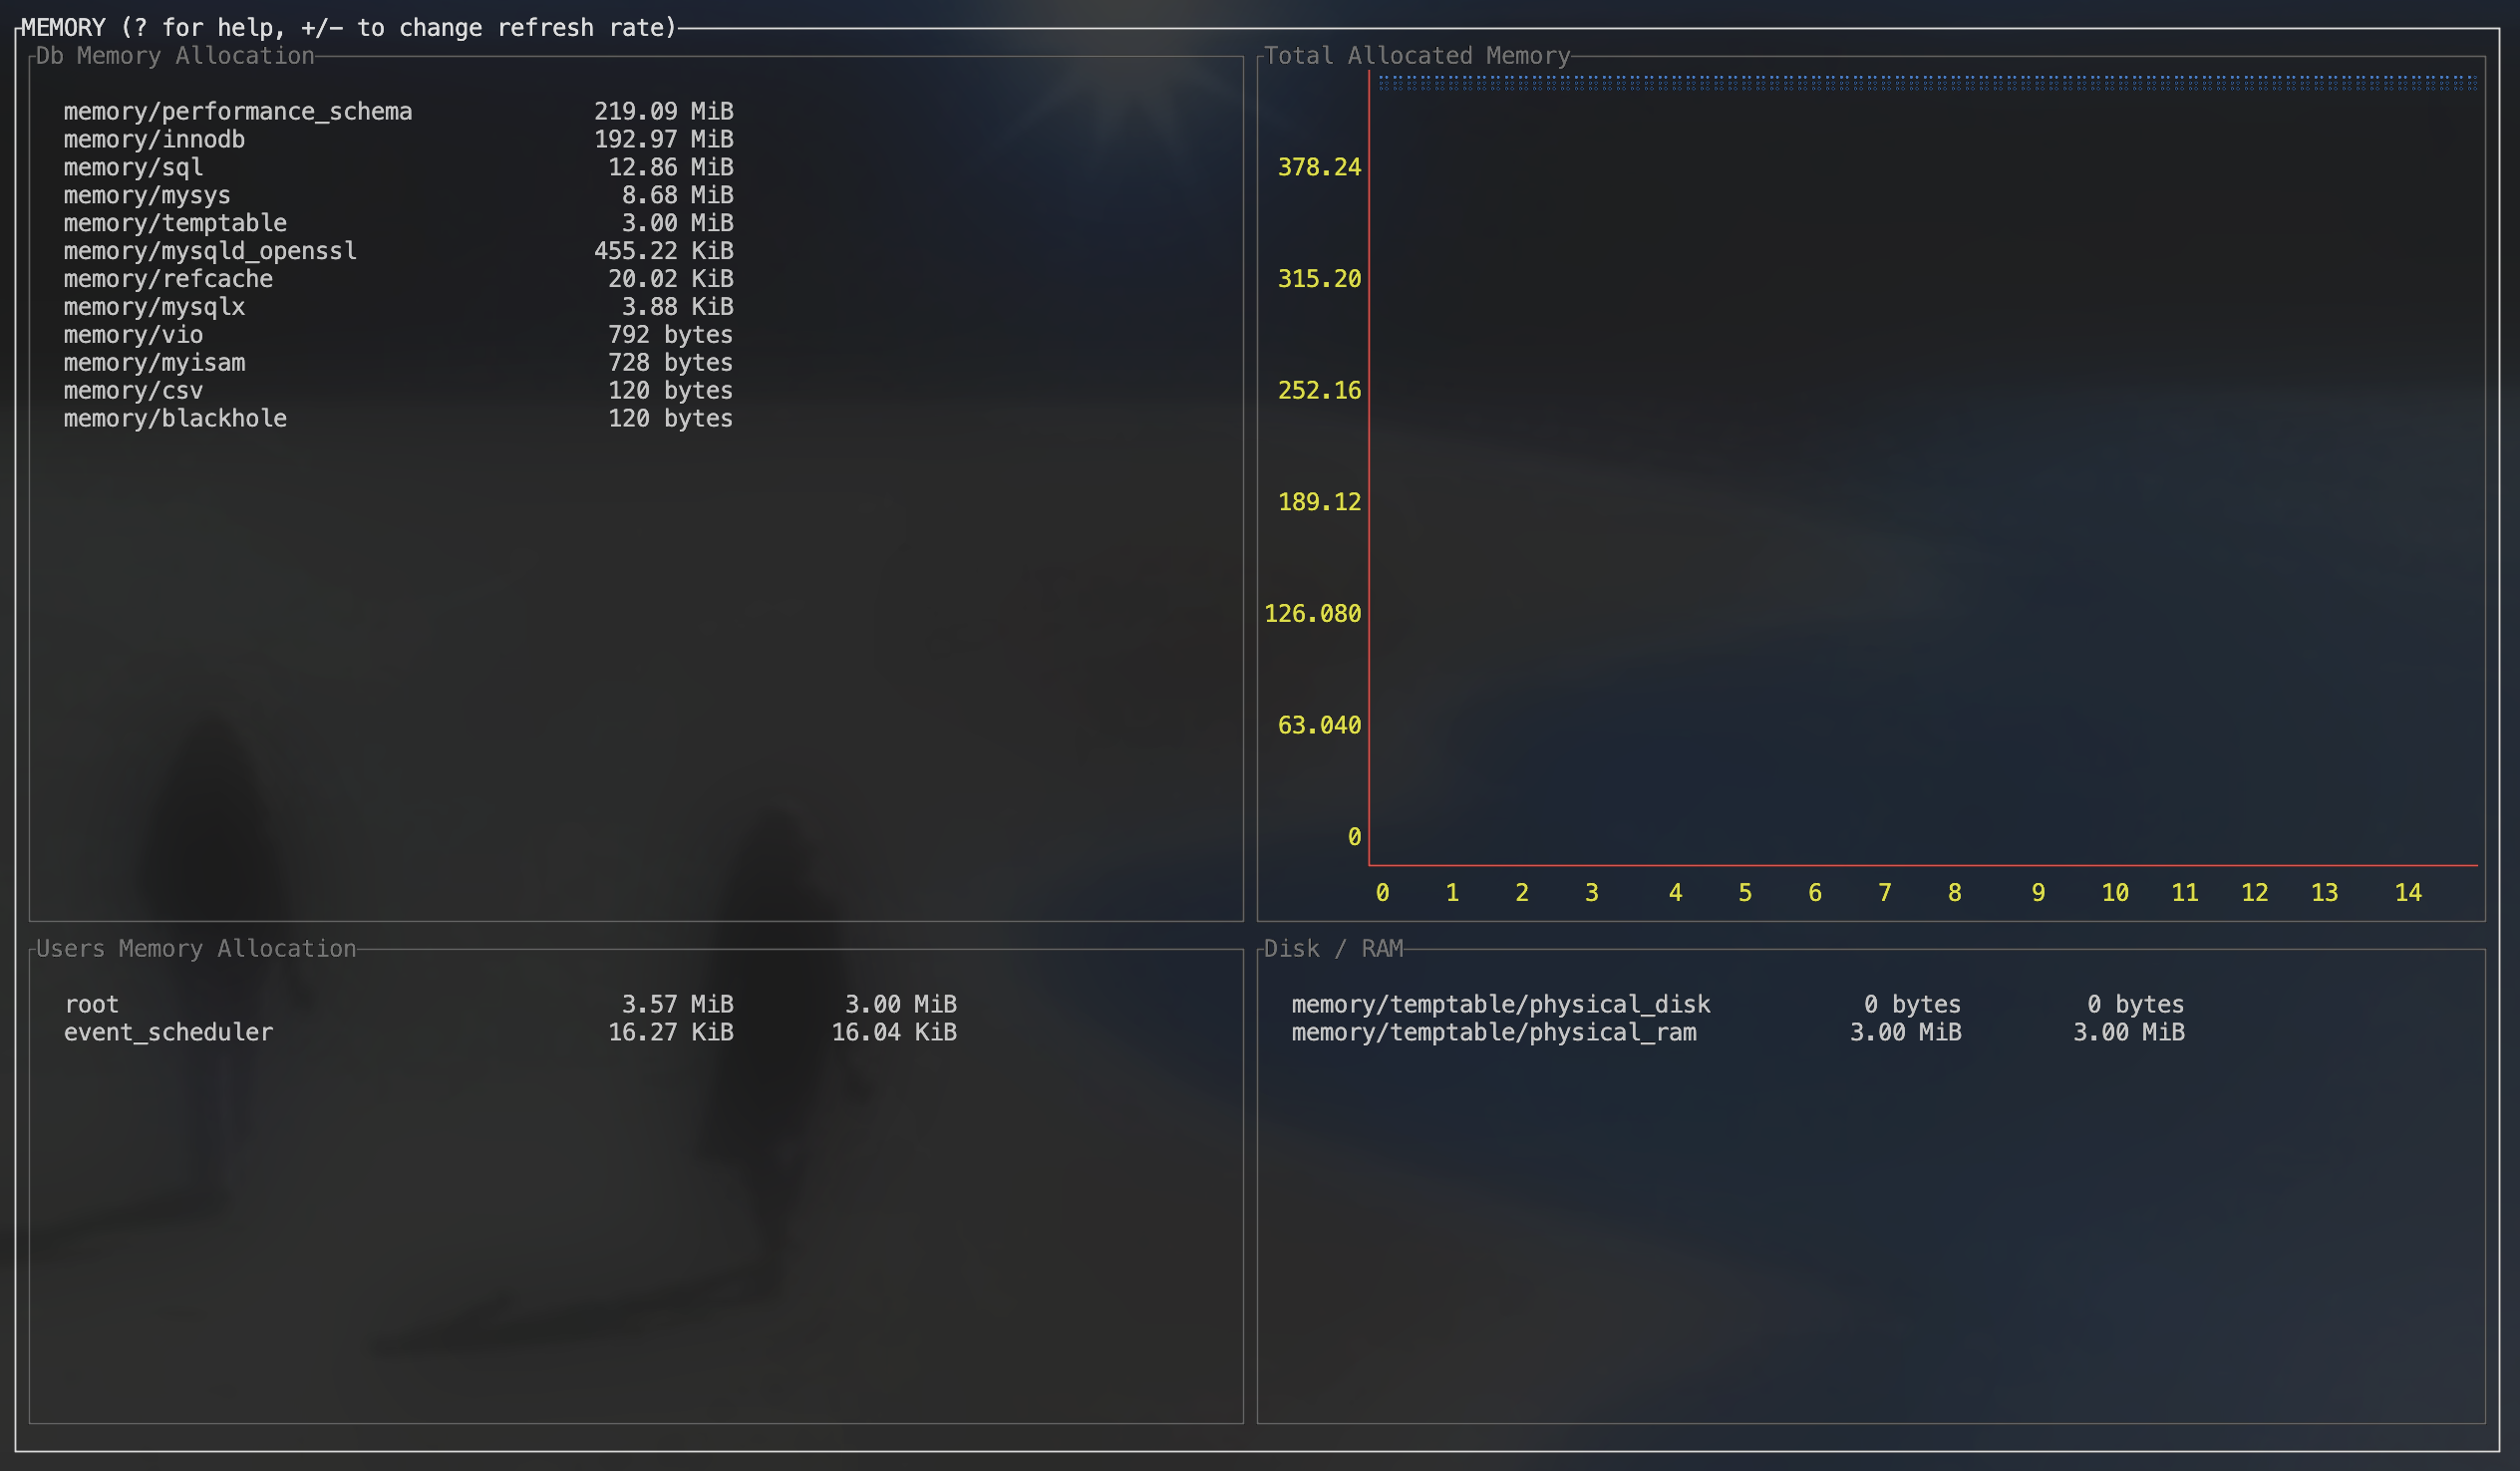 MEMORY (? for help, +/- to change refresh rate)
Db Memory Allocation
memory/performance_schema 219.09 MiB
memory/innodb 192.97 MiB
memory/sql 12.86 MiB
memory/mysys 8.68 MiB
memory/temptable 3.00 MiB
memory/mysqld_openssl 455.22 KiB
memory/refcache 20.02 KiB
memory/mysqlx 3.88 KiB
memory/vio 792 bytes
memory/myisam 728 bytes
memory/csv 120 bytes
memory/blackhole 120 bytes
Total Allocated Memory
378.24
315.20
252.16
189.12
126.080
63.040
0
0 1 2 3 4 5 6 7 8 9 10 11 12 13 14
Users Memory Allocation
root 3.57 MiB 3.00 MiB
event_scheduler 16.27 KiB 16.04 KiB
Disk / RAM
memory/temptable/physical_disk 0 bytes 0 bytes
memory/temptable/physical_ram 3.00 MiB 3.00 MiB